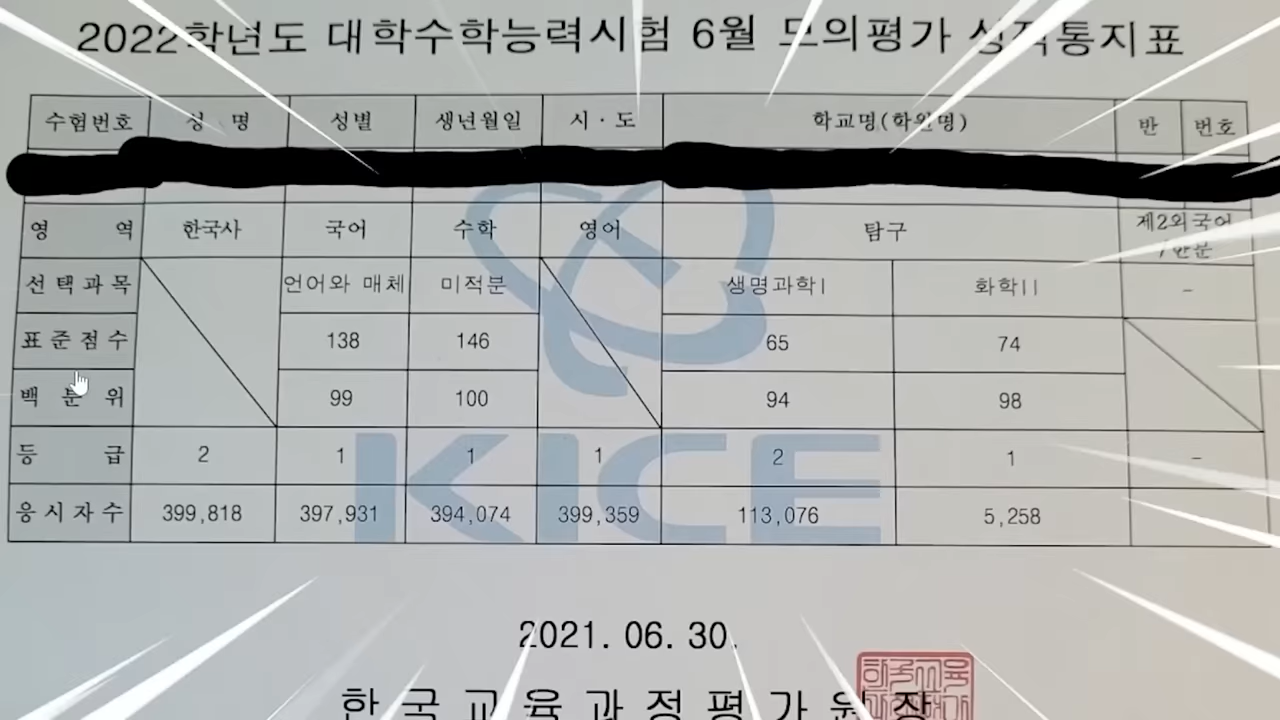 2022학년도 대학수학능력시험 6월 모의평가 성적통지표
수험번호 성 명 성별 생년월일 시·도 학교명(학원명) 반 번호
영 역 한국사 국어 수학 영어 탐구 제2외국어
/한문
선택과목 언어와 매체 미적분 생명과학I 화학II -
표준점수 138 146 65 74
백 분 위 99 100 94 98
등 급 2 1 1 1 2 1 -
응시자수 399,818 397,931 394,074 399,359 113,076 5,258
KICE
2021. 06. 30.
한국교육과정평가원장